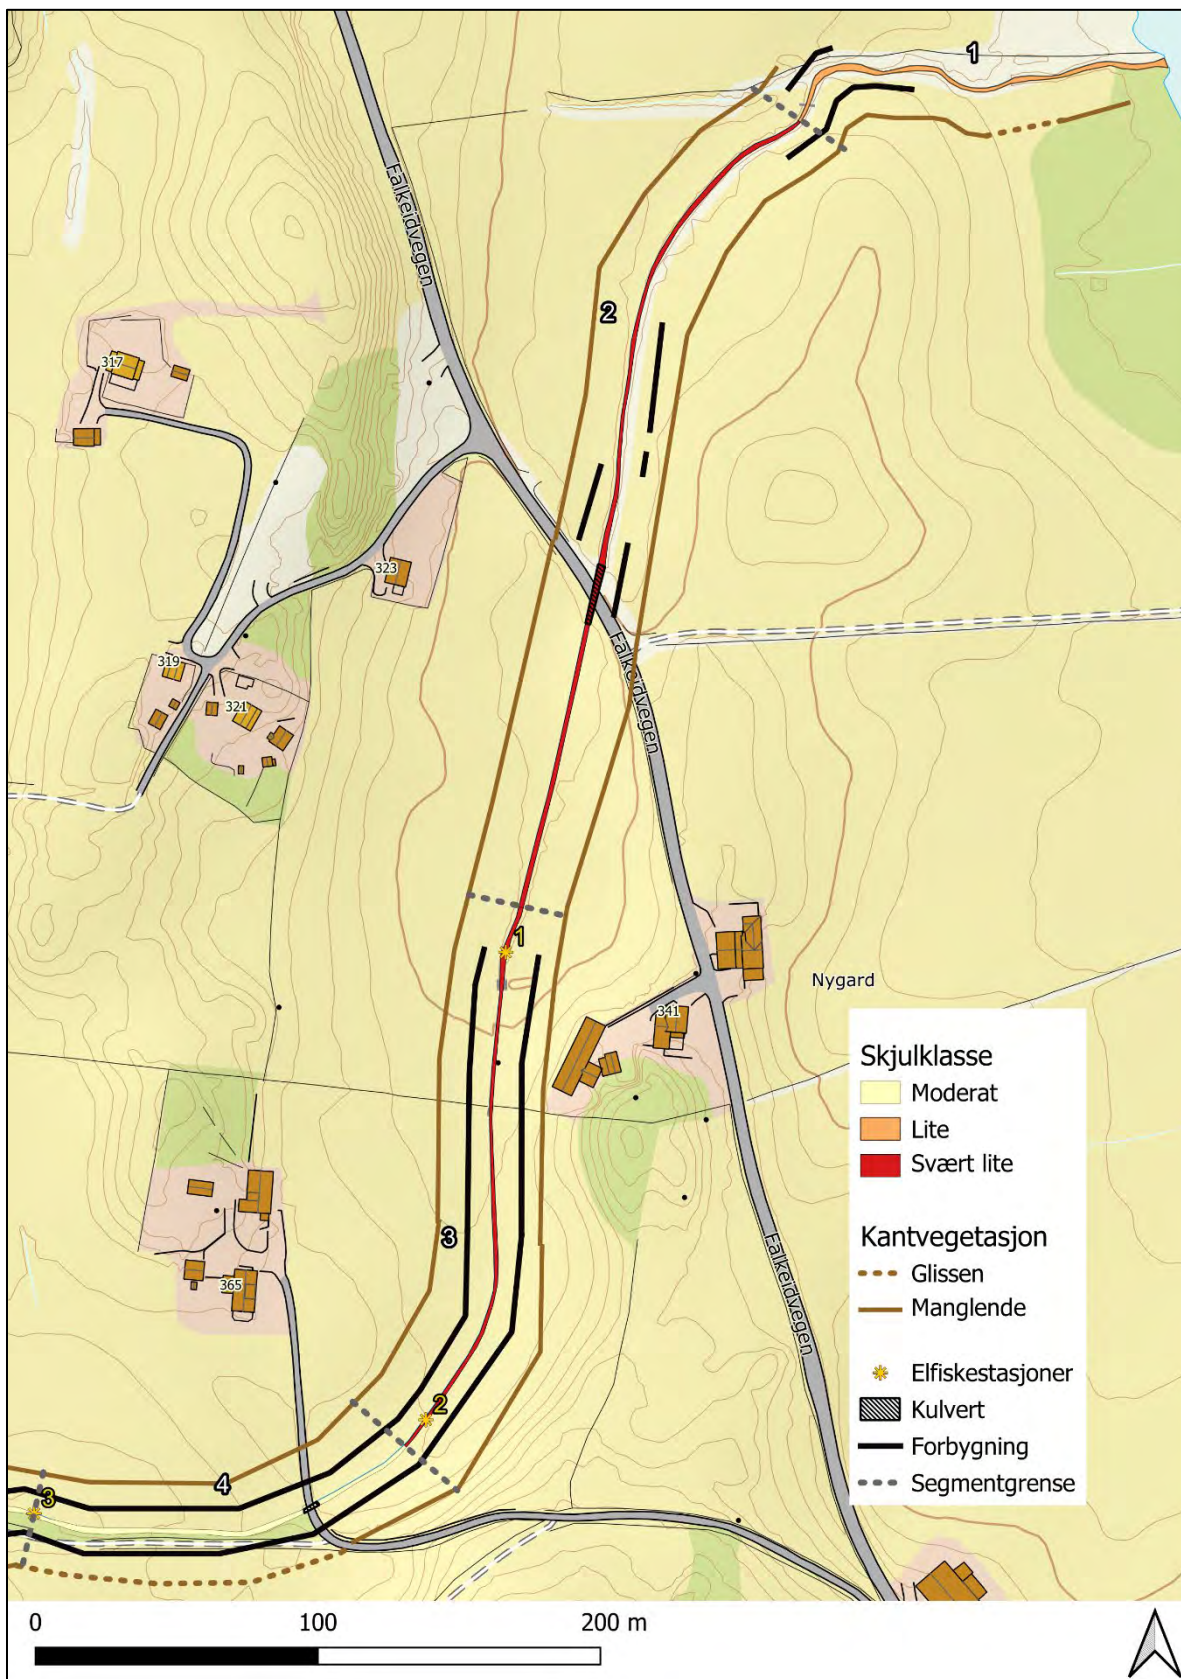 1
Falkeidvegen
2
317
323
319
321
Falkeidvegen
1
Nygard
341
Skjulklasse
Moderat
Lite
Svært lite
Kantvegetasjon
Glissen
Manglende
Elfiskestasjoner
Kulvert
Forbygning
Segmentgrense
3
365
Falkeidvegen
2
4
3
0 100 200 m